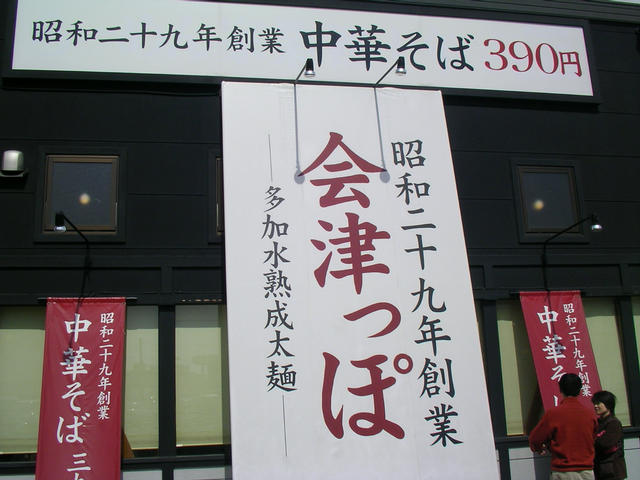 昭和二十九年創業 中華そば 390円
昭和二十九年創業
会津っぽ
多加水熟成太麺
昭和二十九年創業
中華そば
昭和二十九年創業
中華そ